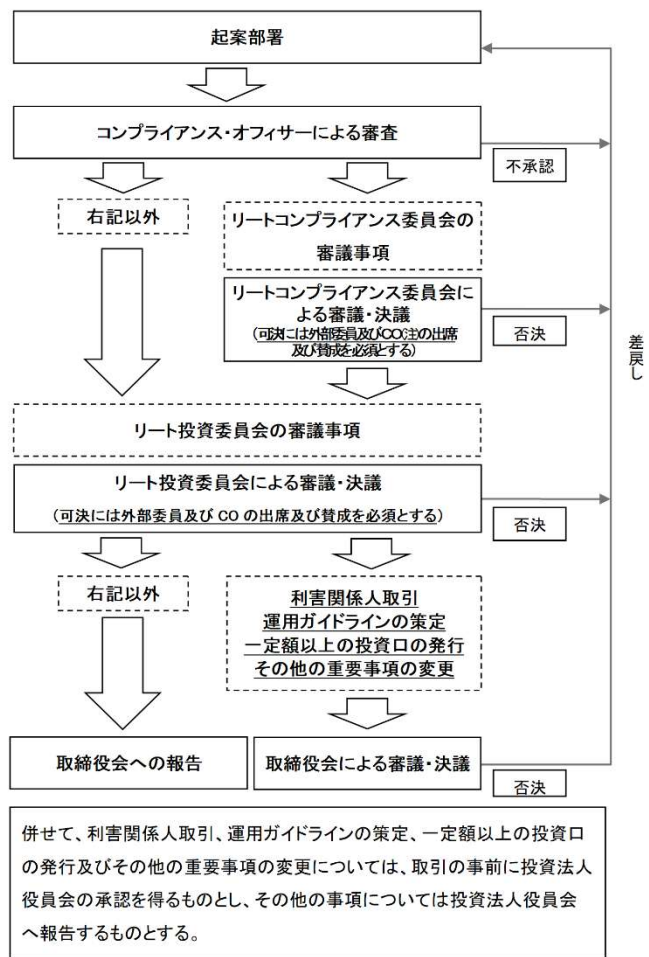 起案部署
コンプライアンス・オフィサーによる審査
不承認
右記以外
リートコンプライアンス委員会の
審議事項
リートコンプライアンス委員会によ
る審議・決議
(可決には外部委員及びCO(注)の出席
及び賛成を必須とする)
否決
差戻し
リート投資委員会の審議事項
リート投資委員会による審議・決議
(可決には外部委員及び CO の出席及び賛成を必須とする)
否決
右記以外
利害関係人取引
運用ガイドラインの策定
一定額以上の投資口の発行
その他の重要事項の変更
取締役会への報告
取締役会による審議・決議
否決
併せて、利害関係人取引、運用ガイドラインの策定、一定額以上の投資口
の発行及びその他の重要事項の変更については、取引の事前に投資法人
役員会の承認を得るものとし、その他の事項については投資法人役員会
へ報告するものとする。